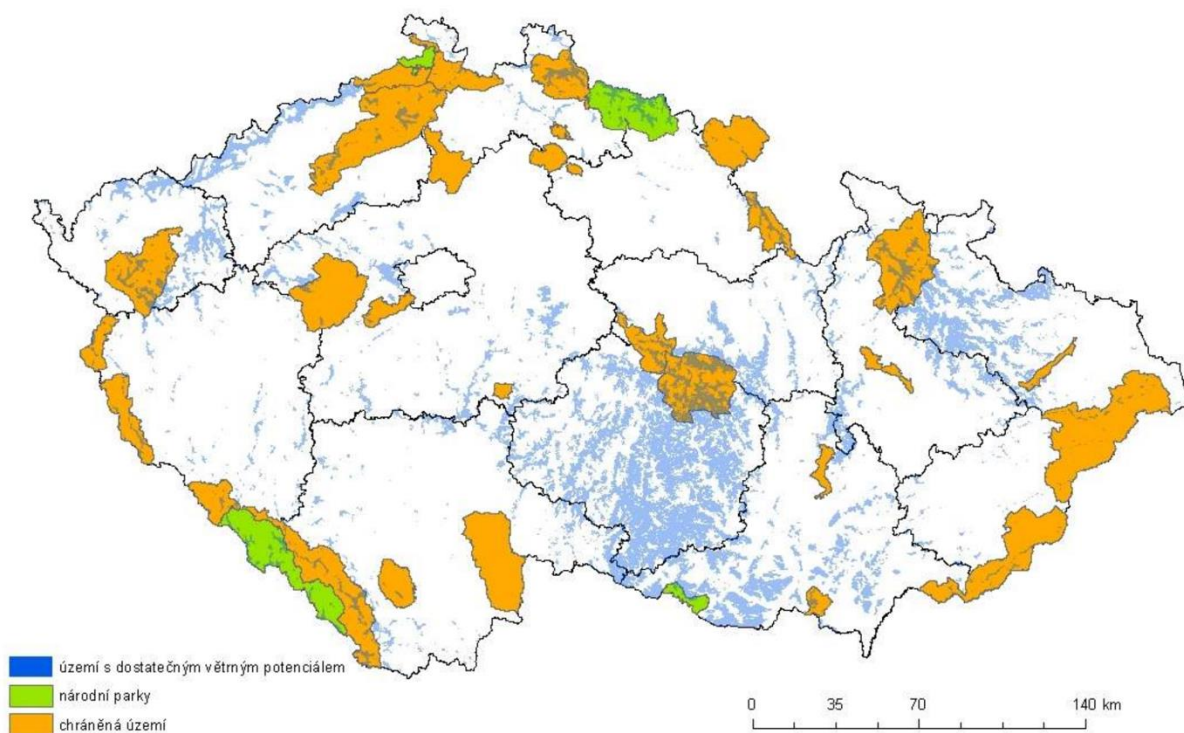 území s dostatečným větrným potenciálem
národní parky
chráněná území
0 35 70 140 km